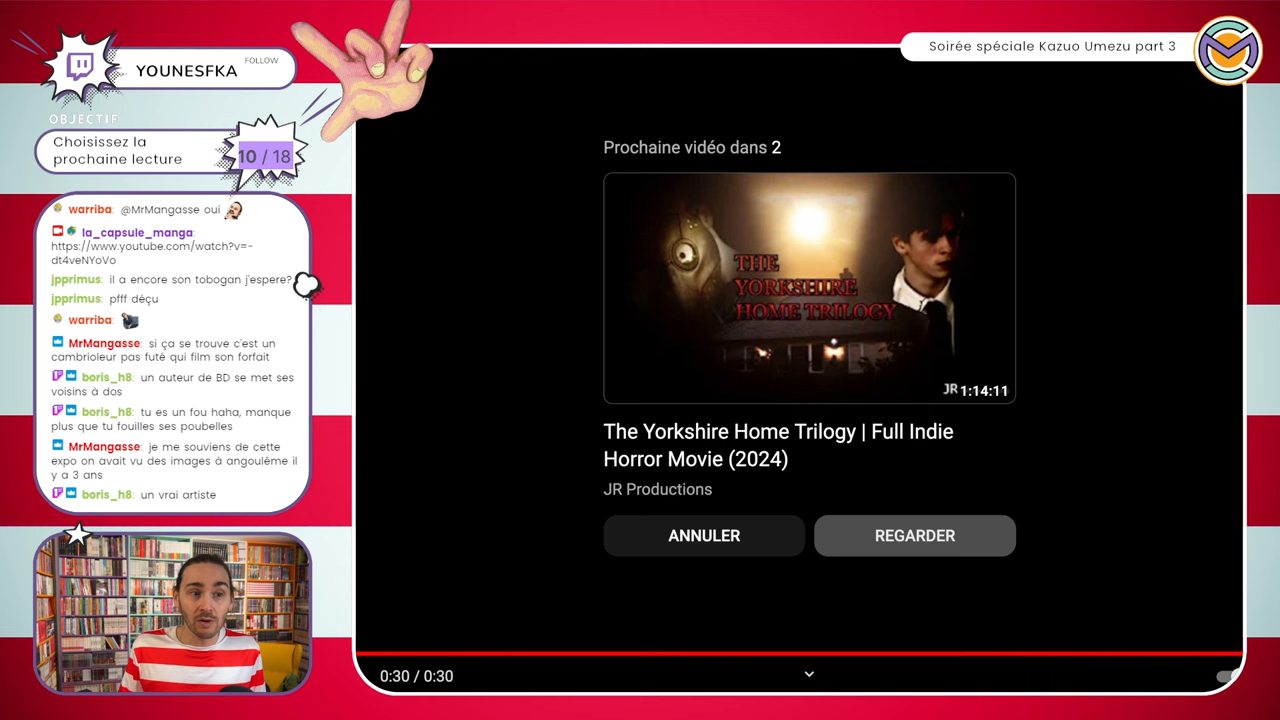 YOUNESFKA
FOLLOW
OBJECTIF
Choisissez la
prochaine lecture
10 / 18
warriba: @MrMangasse oui
la_capsule_manga:
https://www.youtube.com/watch?v=-
dt4veNYoVo
jpprimus: il a encore son tobogan j'espere?
jpprimus: pfff déçu
warriba:
MrMangasse: si ça se trouve c'est un
cambrioleur pas futé qui film son forfait
boris_h8: un auteur de BD se met ses
voisins à dos
boris_h8: tu es un fou haha, manque
plus que tu fouilles ses poubelles
MrMangasse: je me souviens de cette
expo on avait vu des images à angoulême il
y a 3 ans
boris_h8: un vrai artiste
Soirée spéciale Kazuo Umezu part 3
Prochaine vidéo dans 2
THE
YORKSHIRE
HOME TRILOGY
JR 1:14:11
The Yorkshire Home Trilogy | Full Indie
Horror Movie (2024)
JR Productions
ANNULER
REGARDER
0:30 / 0:30